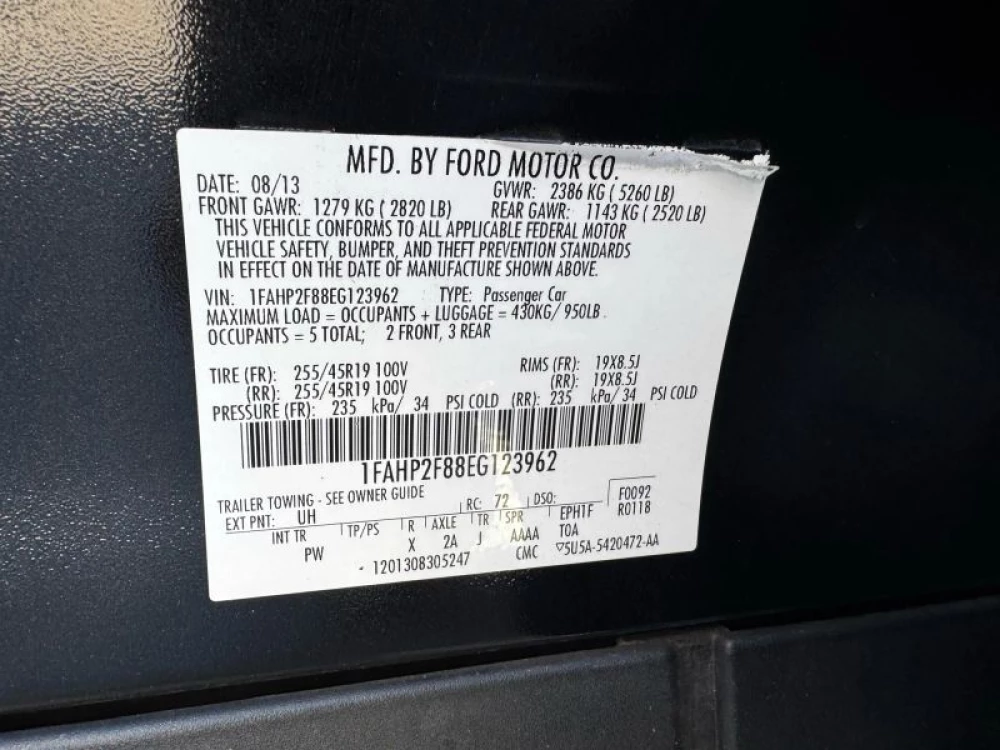 MFD. BY FORD MOTOR CO.
DATE: 08/13 GVWR: 2386 KG ( 5260 LB)
FRONT GAWR: 1279 KG ( 2820 LB) REAR GAWR: 1143 KG ( 2520 LB)
THIS VEHICLE CONFORMS TO ALL APPLICABLE FEDERAL MOTOR
VEHICLE SAFETY, BUMPER, AND THEFT PREVENTION STANDARDS
IN EFFECT ON THE DATE OF MANUFACTURE SHOWN ABOVE.
VIN: 1FAHP2F88EG123962 TYPE: Passenger Car
MAXIMUM LOAD = OCCUPANTS + LUGGAGE = 430KG/ 950LB
OCCUPANTS = 5 TOTAL; 2 FRONT, 3 REAR
TIRE (FR): 255/45R19 100V RIMS (FR): 19X8.5J
(RR): 255/45R19 100V (RR): 19X8.5J
PRESSURE (FR): 235 kPa/ 34 PSI COLD (RR): 235 kPa/ 34 PSI COLD
1FAHP2F88EG123962
TRAILER TOWING - SEE OWNER GUIDE
EXT PNT: UH RC: 72 DSO: F0092
INT TR TP/PS R AXLE TR SPR EPH1F R0118
PW X 2A J AAAA TOA
1201308305247 CMC ▽5U5A-5420472-AA